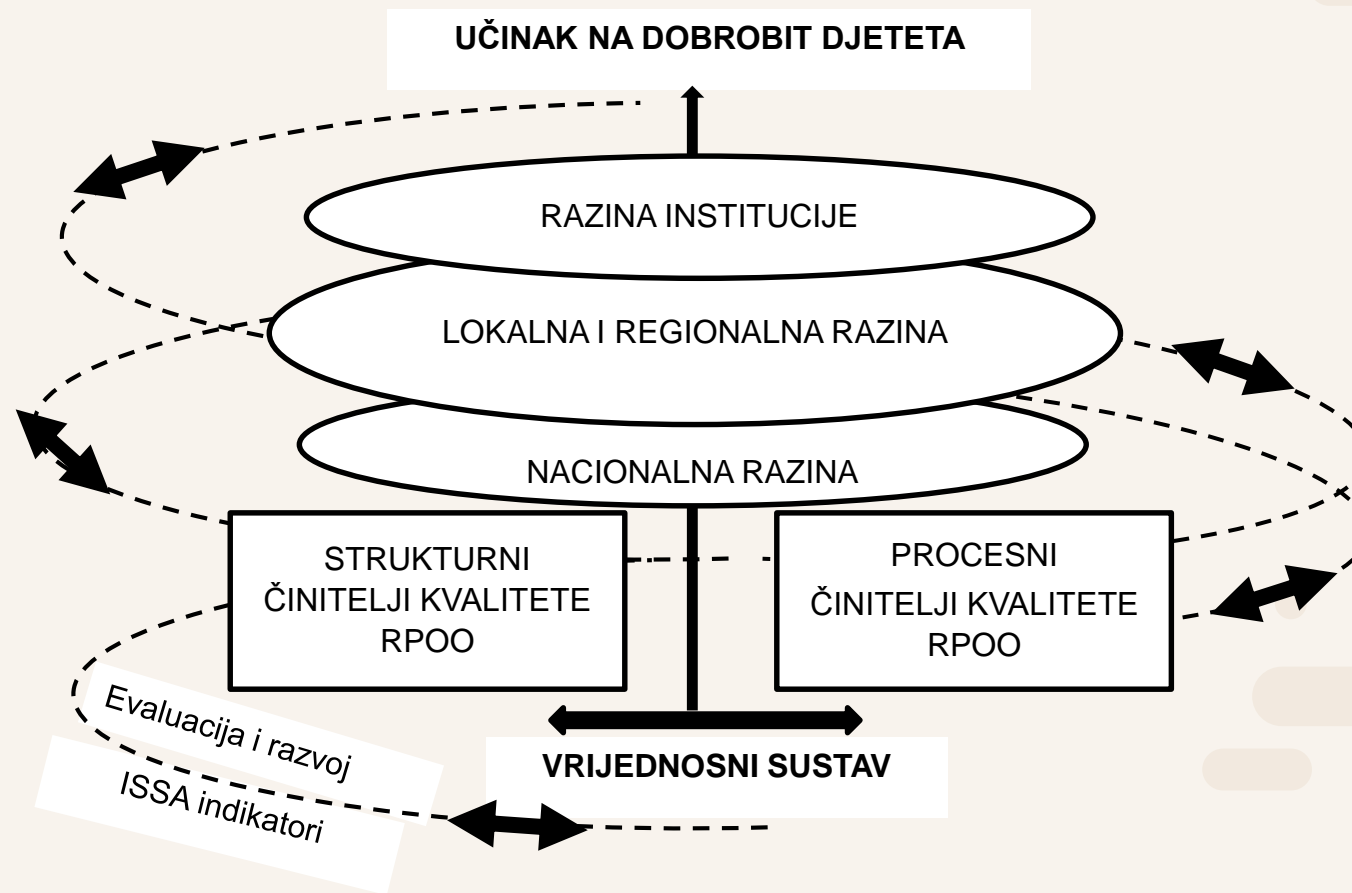 UČINAK NA DOBROBIT DJETETA
RAZINA INSTITUCIJE
LOKALNA I REGIONALNA RAZINA
NACIONALNA RAZINA
STRUKTURNI
ČINITELJI KVALITETE
RPOO
PROCESNI
ČINITELJI KVALITETE
RPOO
Evaluacija i razvoj
ISSA indikatori
VRIJEDNOSNI SUSTAV